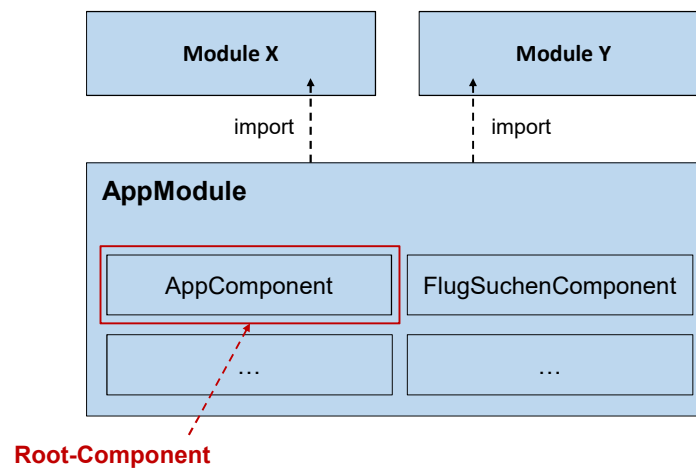 Module X
Module Y
import
import
AppModule
AppComponent
FlugSuchenComponent
...
...
Root-Component